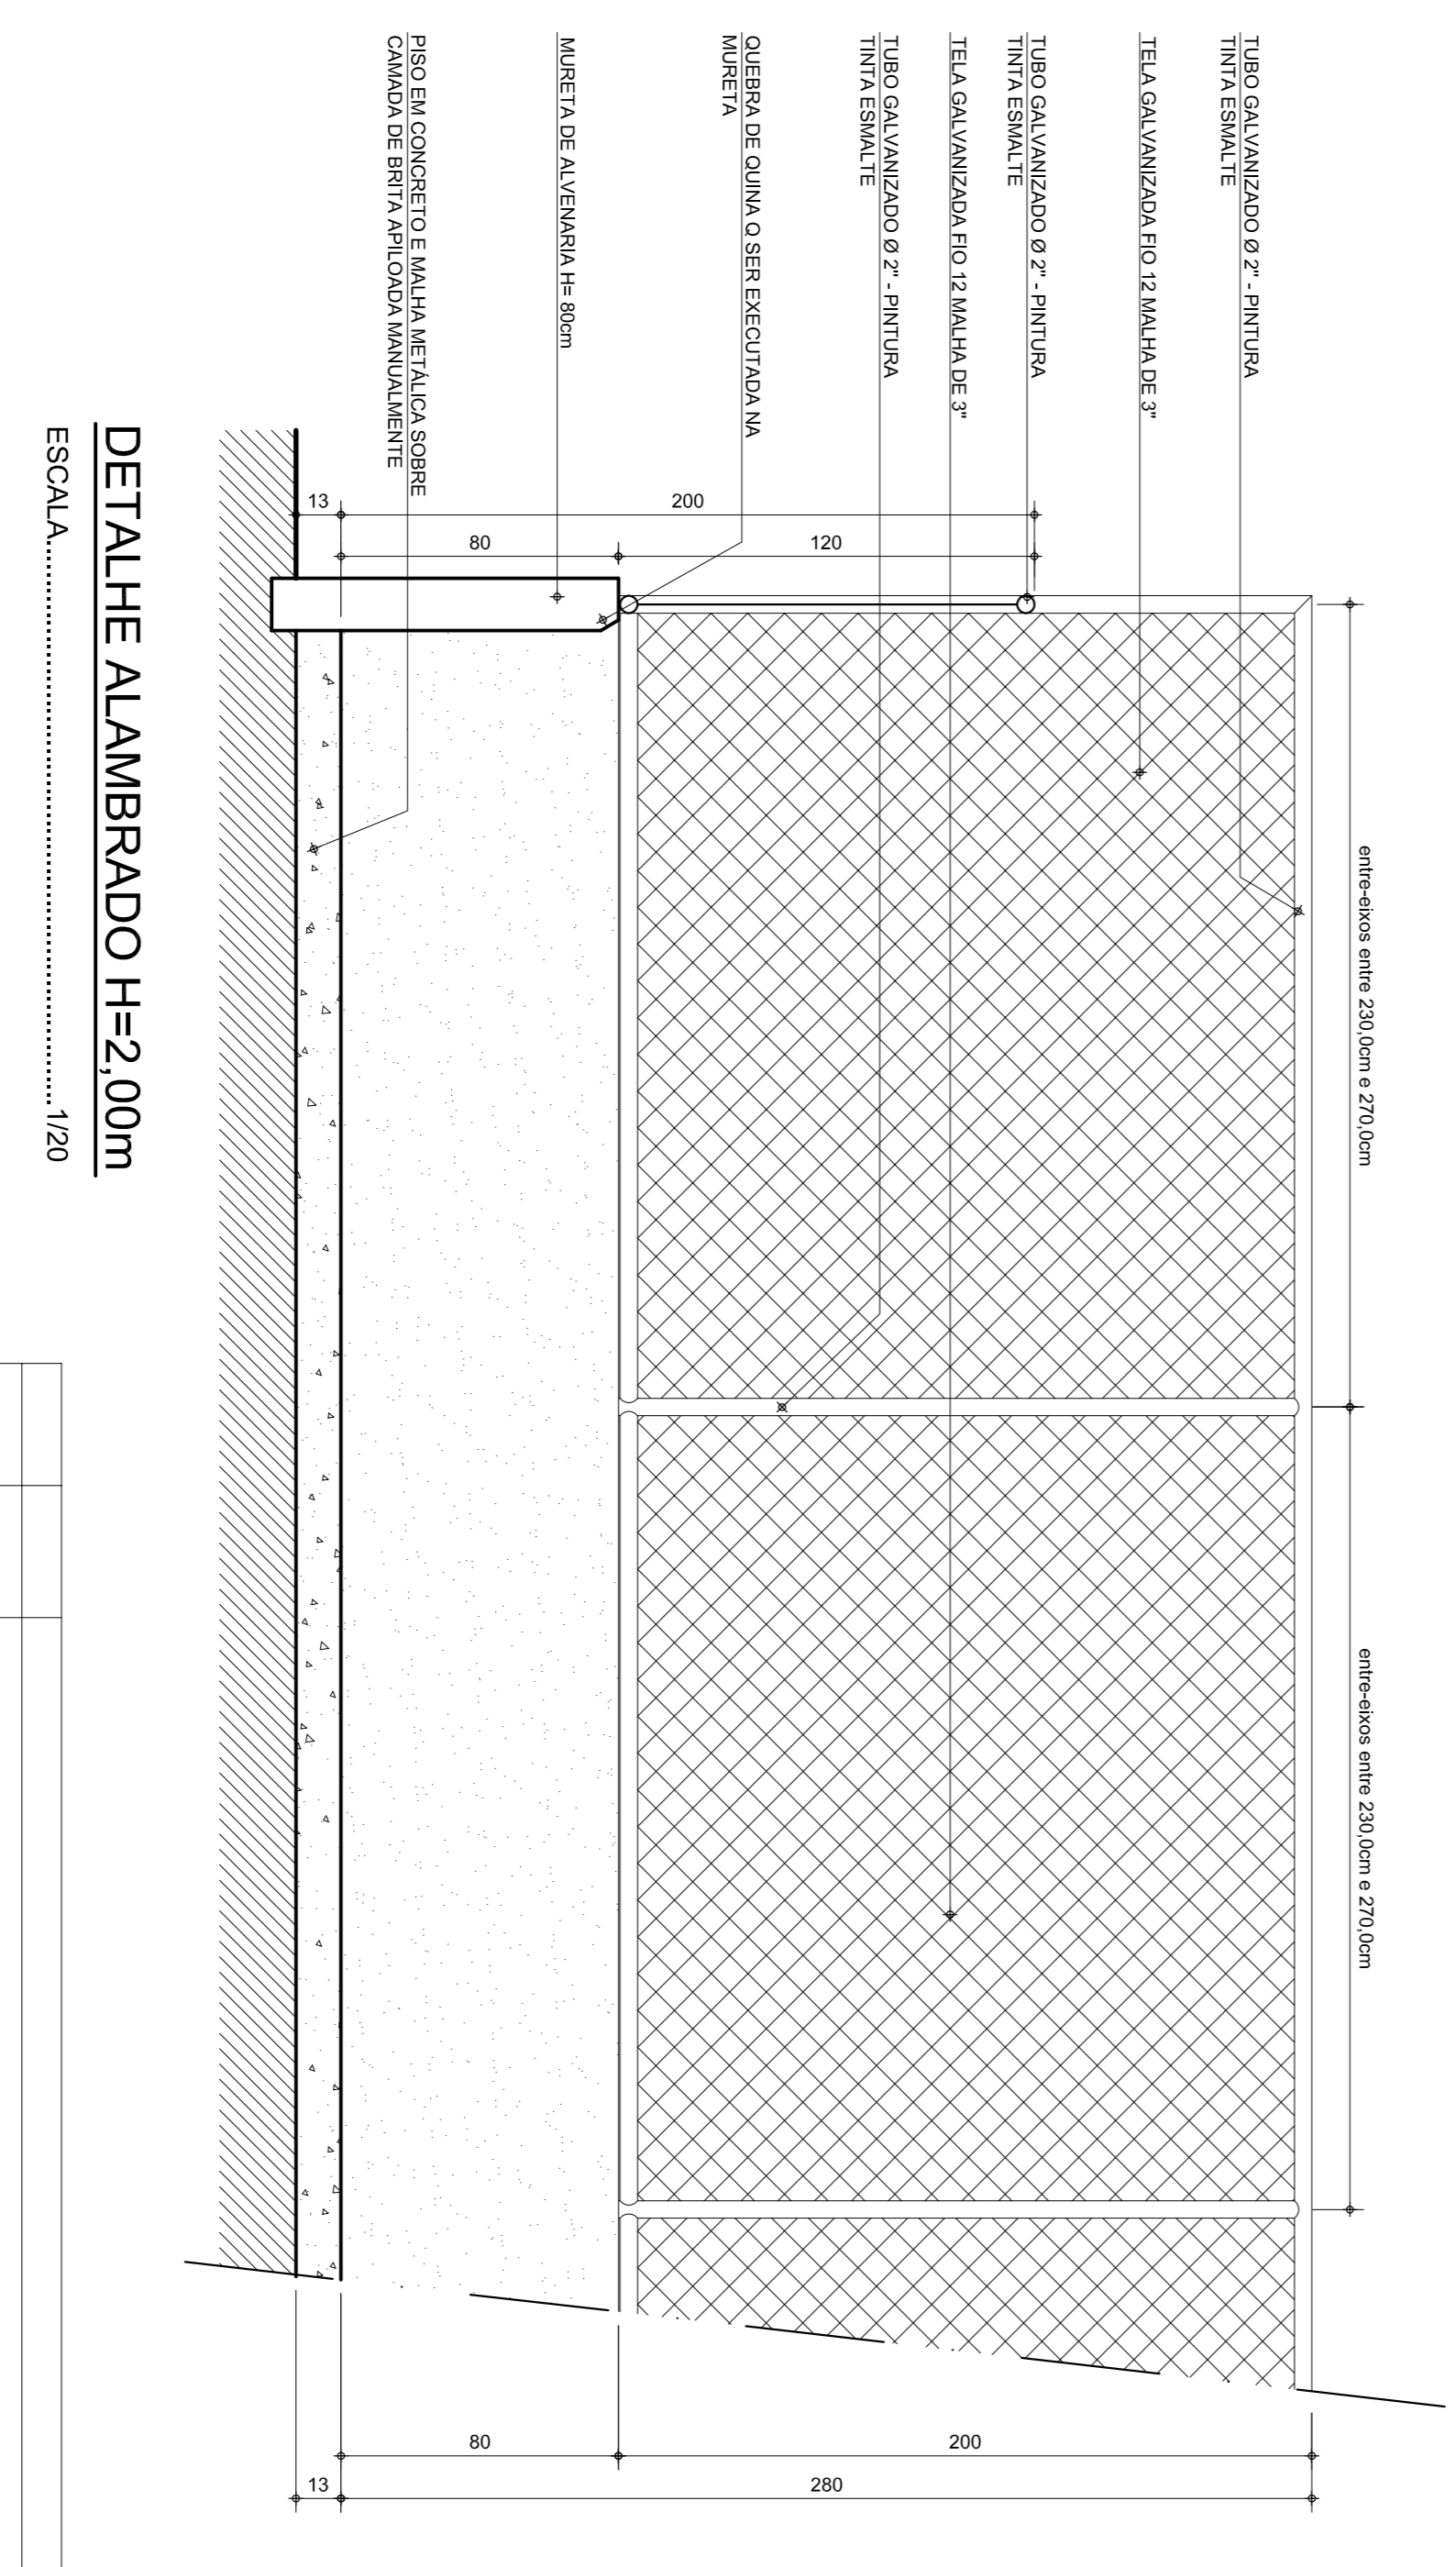 entre-eixos entre 230,0cm e 270,0cm
entre-eixos entre 230,0cm e 270,0cm
TUBO GALVANIZADO Ø 2" - PINTURA
TINTA ESMALTE
TELA GALVANIZADA FIO 12 MALHA DE 3"
TUBO GALVANIZADO Ø 2" - PINTURA
TINTA ESMALTE
TELA GALVANIZADA FIO 12 MALHA DE 3"
TUBO GALVANIZADO Ø 2" - PINTURA
TINTA ESMALTE
QUEBRA DE QUINA Q SER EXECUTADA NA
MURETA
MURETA DE ALVENARIA H= 80cm
PISO EM CONCRETO E MALHA METÁLICA SOBRE
CAMADA DE BRITA APILOADA MANUALMENTE
200
120
80
13
200
280
80
13
DETALHE ALAMBRADO H=2,00m
ESCALA............................................1/20